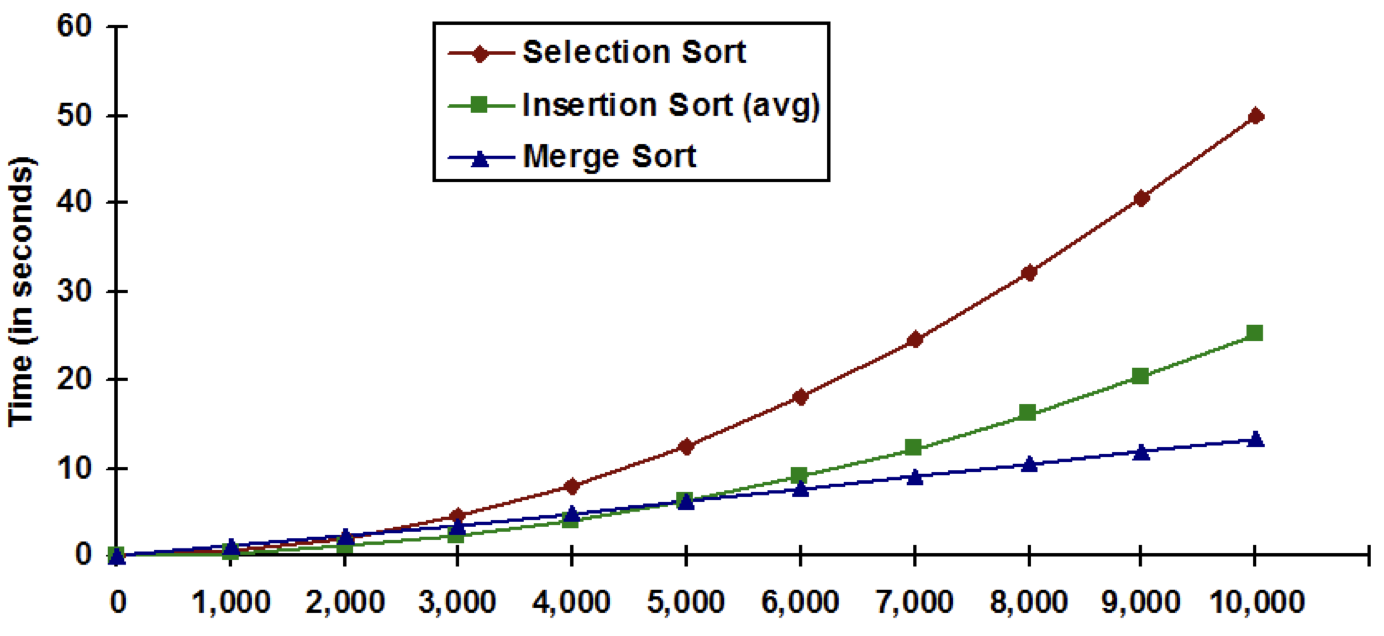 60
50
40
30
20
10
0
Time (in seconds)
Selection Sort
Insertion Sort (avg)
Merge Sort
0 1,000 2,000 3,000 4,000 5,000 6,000 7,000 8,000 9,000 10,000